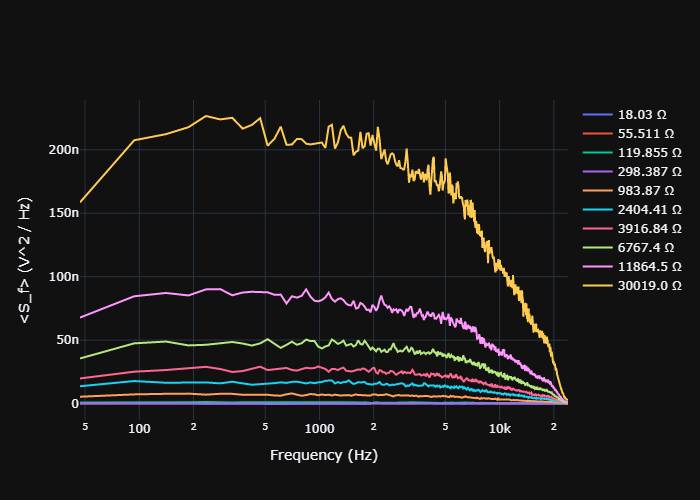 200n
150n
100n
50n
0
5 100 2 5 1000 2 5 10k 2
Frequency (Hz)
<S_f> (V^2 / Hz)
18.03 Ω
55.511 Ω
119.855 Ω
298.387 Ω
983.87 Ω
2404.41 Ω
3916.84 Ω
6767.4 Ω
11864.5 Ω
30019.0 Ω